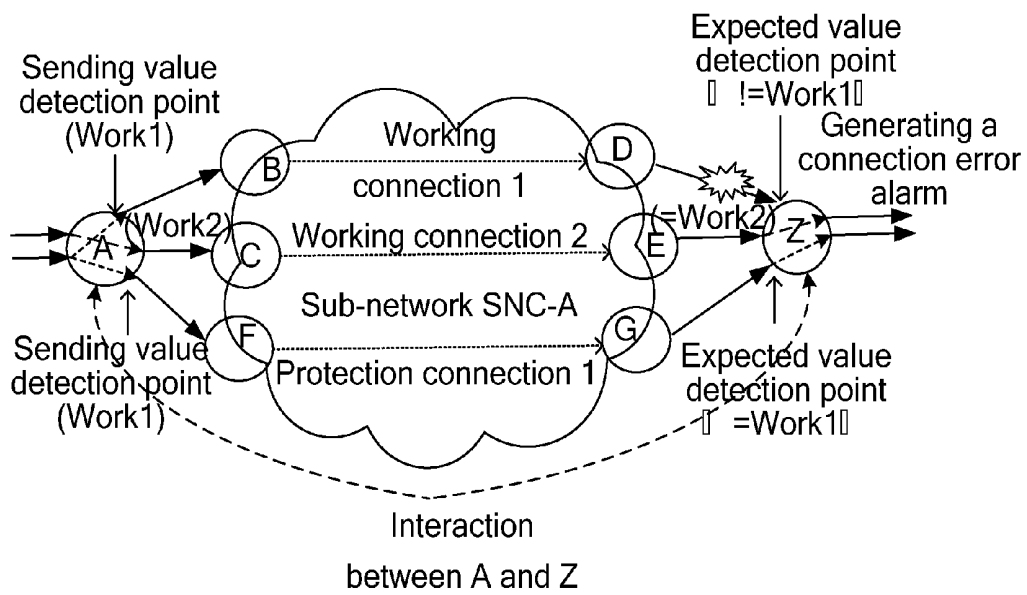 Sending value
detection point
(Work1)
Expected value
detection point
!=Work1
Generating a
connection error
alarm
Working
connection 1
B
D
A
(Work2)
C
Working connection 2
E
(=Work2)
Z
Sub-network SNC-A
F
Protection connection 1
G
Sending value
detection point
(Work1)
Expected value
detection point
=Work1
Interaction
between A and Z